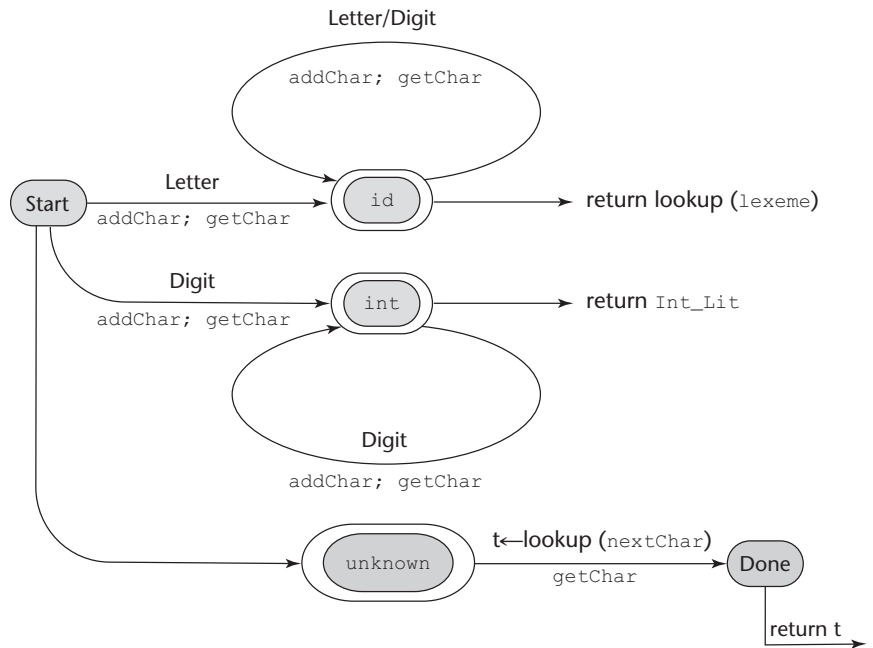 Letter/Digit
addChar; getChar
Start
Letter
addChar; getChar
id
return lookup (lexeme)
Digit
addChar; getChar
int
return Int_Lit
Digit
addChar; getChar
unknown
t←lookup (nextChar)
getChar
Done
return t